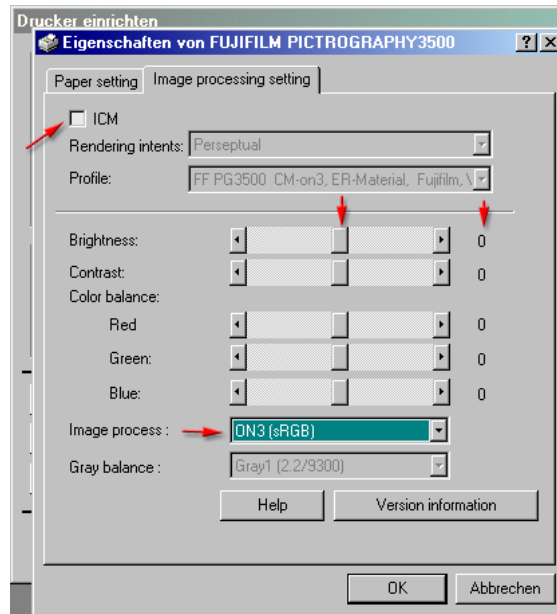 Drucker einrichten
Eigenschaften von FUJIFILM PICTROGRAPHY3500
Paper setting
Image processing setting
ICM
Rendering intents: Perseptual
Profile: FF PG3500 CM-on3, ER-Material, Fujifilm, \
Brightness: 0
Contrast: 0
Color balance:
Red 0
Green: 0
Blue: 0
Image process : ON3 (sRGB)
Gray balance : Gray1 (2.2/9300)
Help
Version information
OK
Abbrechen